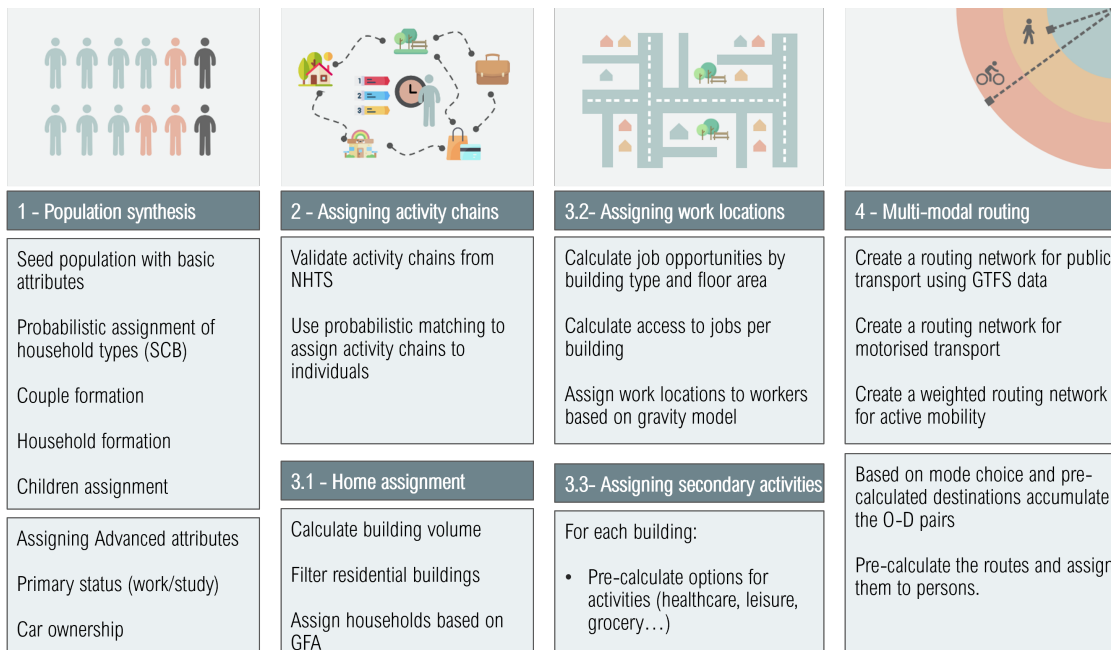 1
2
3
1 - Population synthesis
Seed population with basic
attributes
Probabilistic assignment of
household types (SCB)
Couple formation
Household formation
Children assignment
Assigning Advanced attributes
Primary status (work/study)
Car ownership
2 - Assigning activity chains
Validate activity chains from
NHTS
Use probabilistic matching to
assign activity chains to
individuals
3.1 - Home assignment
Calculate building volume
Filter residential buildings
Assign households based on
GFA
3.2- Assigning work locations
Calculate job opportunities by
building type and floor area
Calculate access to jobs per
building
Assign work locations to workers
based on gravity model
3.3- Assigning secondary activities
For each building:
• Pre-calculate options for
activities (healthcare, leisure,
grocery…)
4 - Multi-modal routing
Create a routing network for public
transport using GTFS data
Create a routing network for
motorised transport
Create a weighted routing network
for active mobility
Based on mode choice and pre-
calculated destinations accumulate
the O-D pairs
Pre-calculate the routes and assign
them to persons.